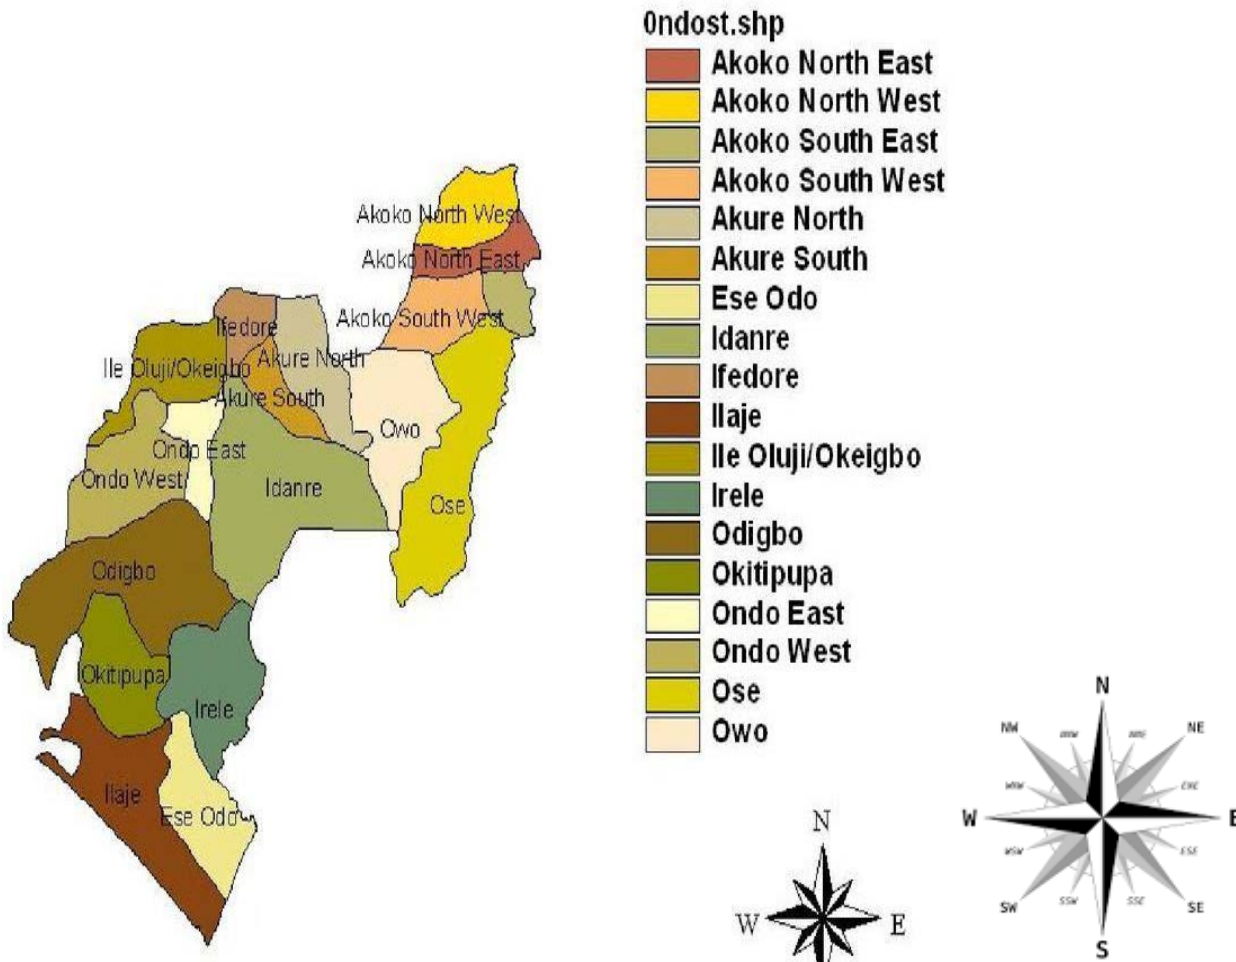 0ndost.shp
Akoko North East
Akoko North West
Akoko South East
Akoko South West
Akure North
Akure South
Ese Odo
Idanre
Ifedore
Ilaje
Ile Oluji/Okeigbo
Irele
Odigbo
Okitipupa
Ondo East
Ondo West
Ose
Owo
Akoko North West
Akoko North East
Akoko South West
Ifedore
Akure North
Ile Oluji/Okeigbo
Akure South
Owo
Ondo East
Ondo West
Idanre
Ose
Odigbo
Okitipupa
Irele
Ilaje
Ese Odo
N
W E
N
NW NE
W E
SW SE
SSW SSE
S